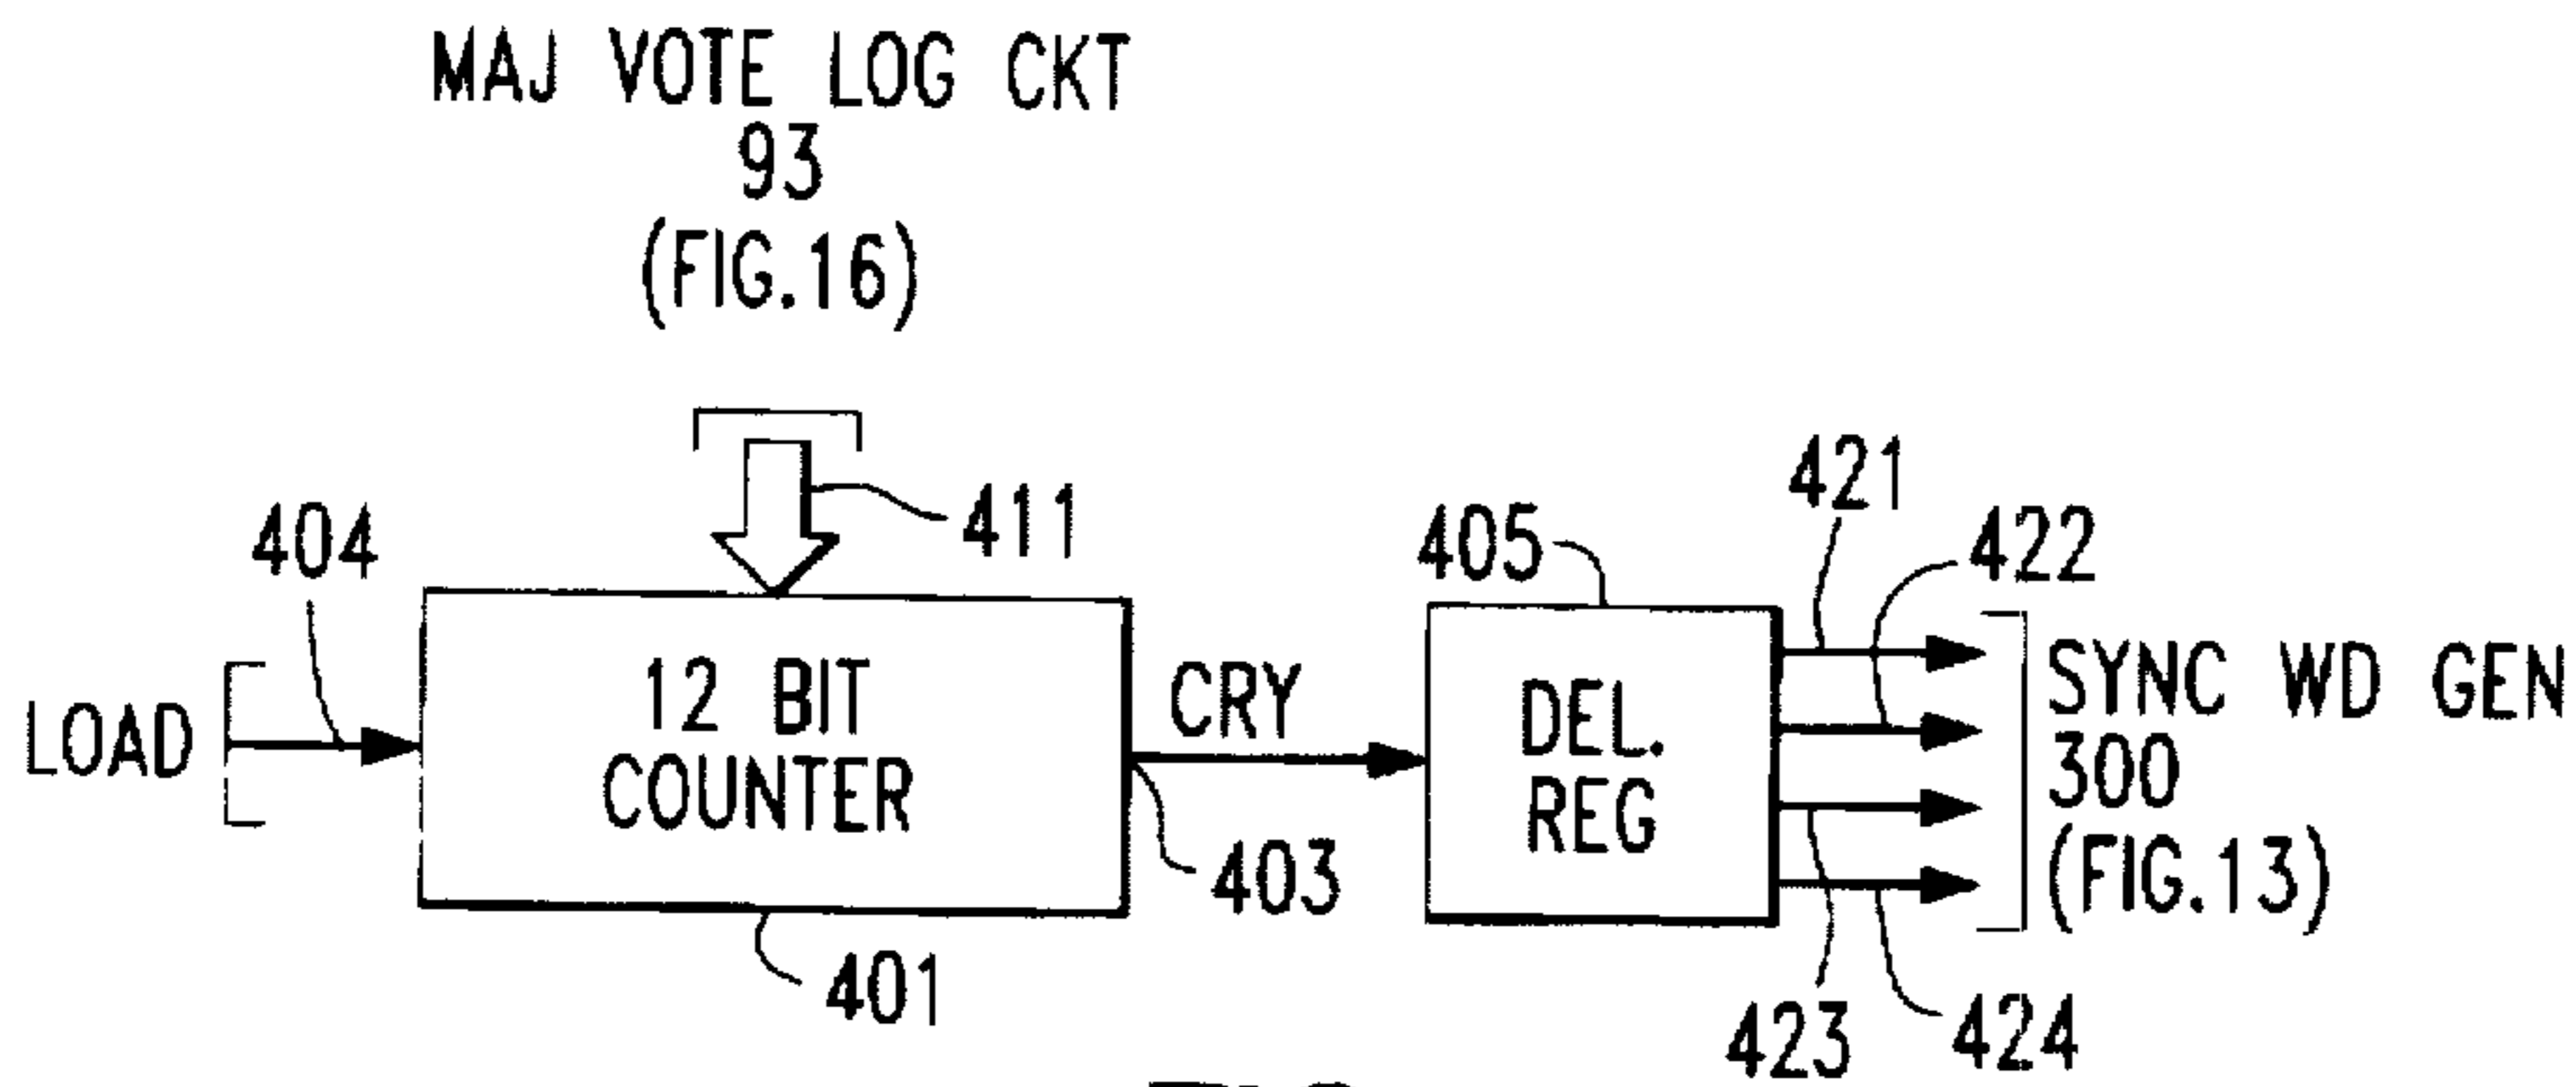 MAJ VOTE LOG CKT
93
(FIG.16)
411
421
422
404
405
LOAD
12 BIT
COUNTER
CRY
403
401
DEL.
REG
SYNC WD GEN
300
(FIG.13)
423
424